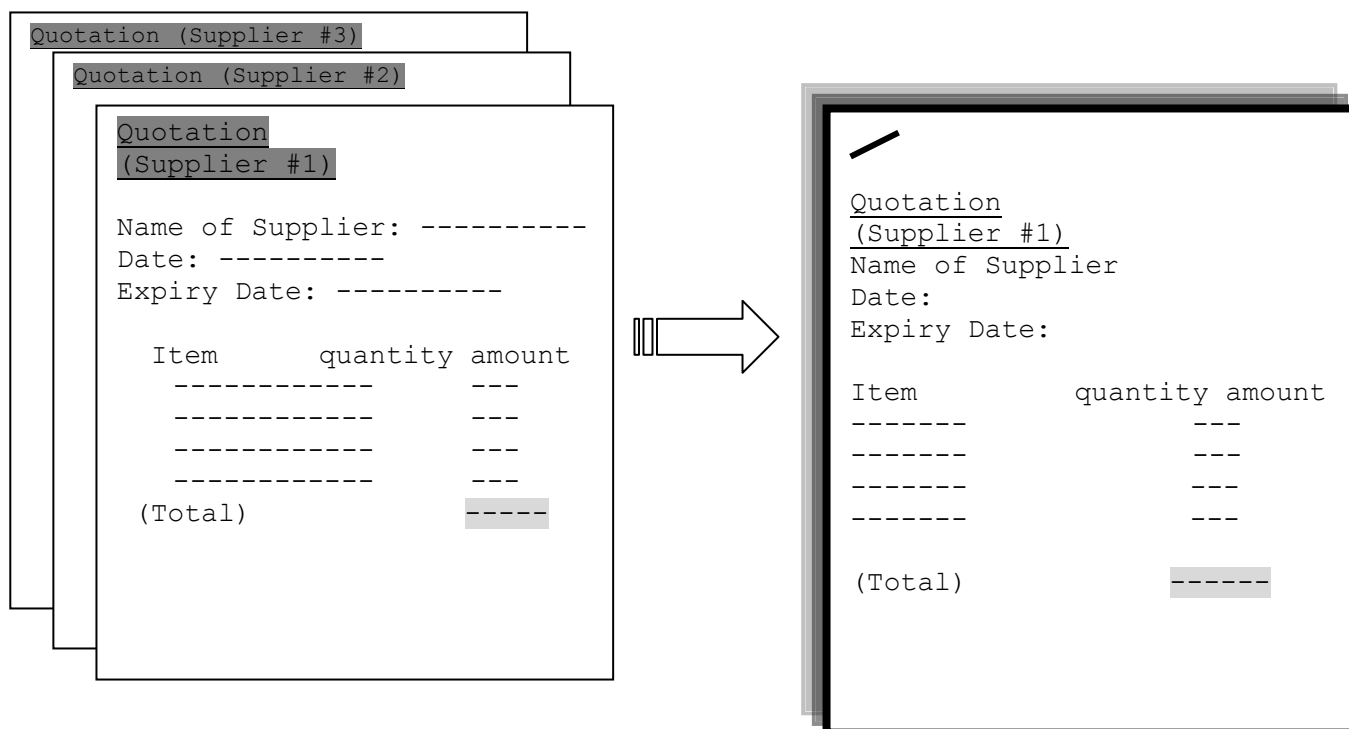 Quotation (Supplier #3)
Quotation (Supplier #2)
Quotation
(Supplier #1)
Name of Supplier: ----------
Date: ----------
Expiry Date: ----------
Item quantity amount
------------ ---
------------ ---
------------ ---
------------ ---
(Total) -----
Quotation
(Supplier #1)
Name of Supplier
Date:
Expiry Date:
Item quantity amount
------- ---
------- ---
------- ---
------- ---
(Total) ------